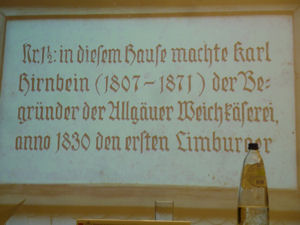 Nr. 1½: in diesem Hause machte Karl
Hirnbein (1807-1871) der Be=
gründer der Allgäuer Weichkäserei,
anno 1830 den ersten Limburger